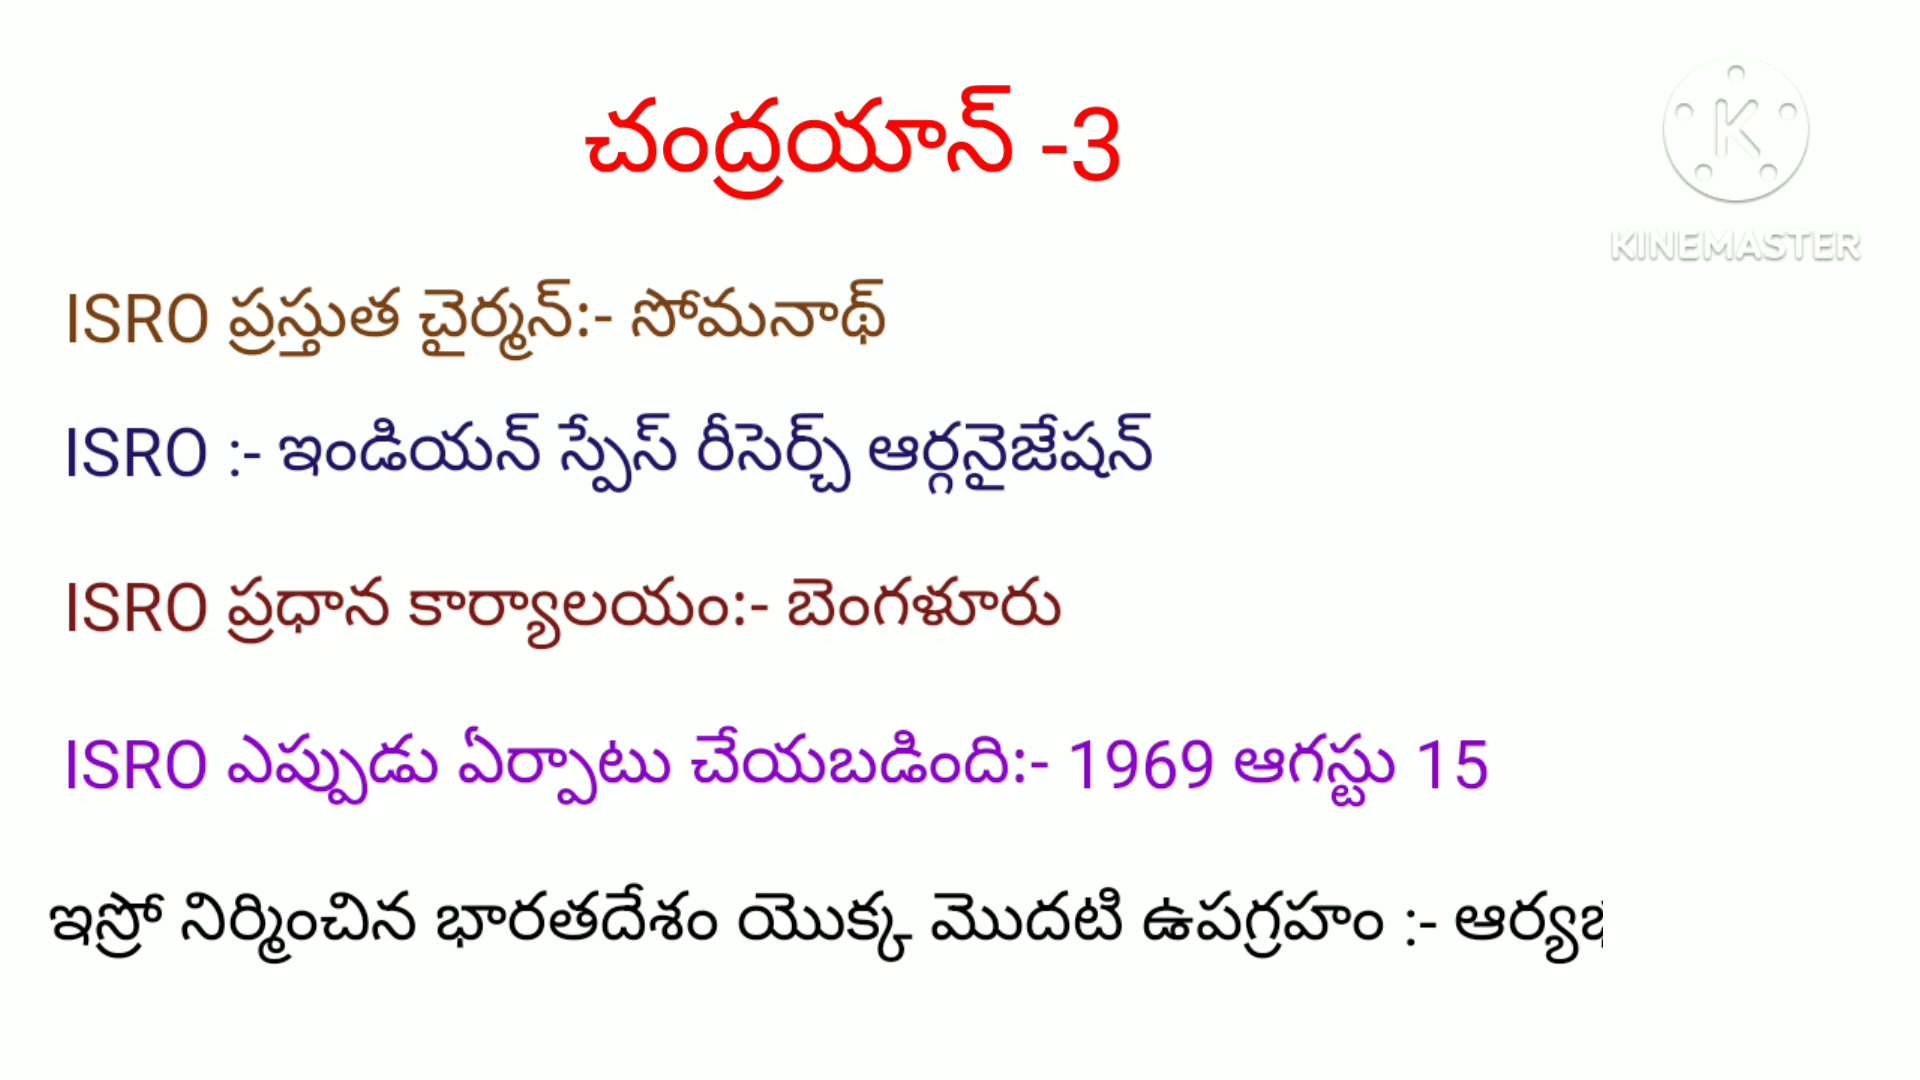 చంద్రయాన్ -3
KINEMASTER
ISRO ప్రస్తుత చైర్మన్:- సోమనాథ్
ISRO :- ఇండియన్ స్పేస్ రీసెర్చ్ ఆర్గనైజేషన్
ISRO ప్రధాన కార్యాలయం:- బెంగళూరు
ISRO ఎప్పుడు ఏర్పాటు చేయబడింది:- 1969 ఆగస్టు 15
ఇస్రో నిర్మించిన భారతదేశం యొక్క మొదటి ఉపగ్రహం :-